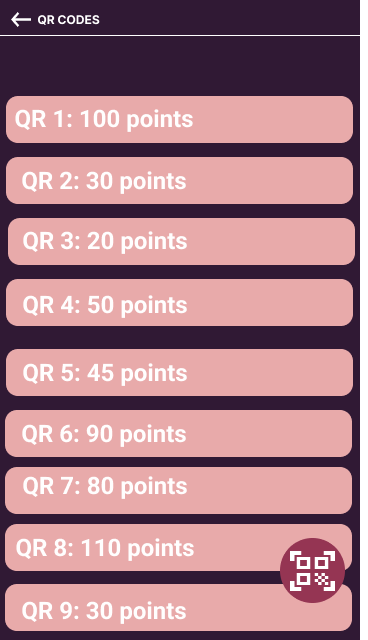 QR CODES
QR 1: 100 points
QR 2: 30 points
QR 3: 20 points
QR 4: 50 points
QR 5: 45 points
QR 6: 90 points
QR 7: 80 points
QR 8: 110 points
QR 9: 30 points